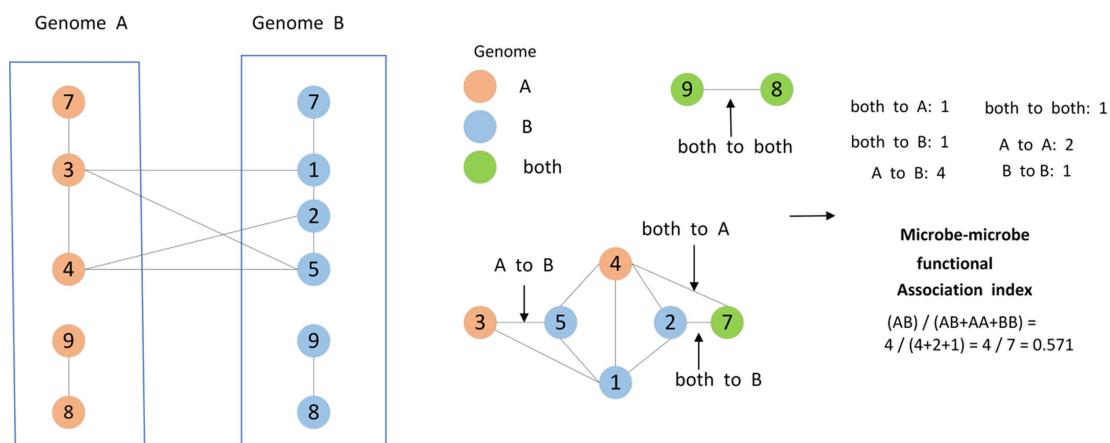 Genome A
Genome B
7
3
4
9
8
7
1
2
5
9
8
Genome
A
B
both
9
8
both to both
both to A
A to B
4
3
5
2
7
1
both to B
both to A: 1
both to both: 1
both to B: 1
A to A: 2
A to B: 4
B to B: 1
Microbe-microbe
functional
Association index
(AB) / (AB+AA+BB) =
4 / (4+2+1) = 4 / 7 = 0.571